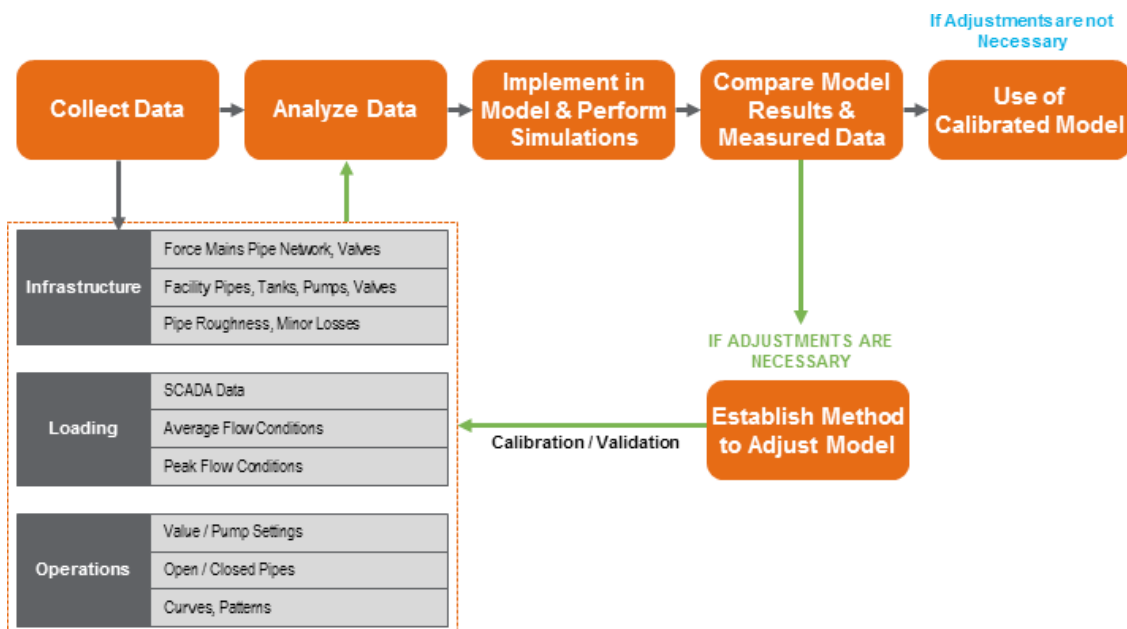 If Adjustments are not
Necessary
Collect Data
Analyze Data
Implement in
Model & Perform
Simulations
Compare Model
Results &
Measured Data
Use of
Calibrated Model
Infrastructure
Force Mains Pipe Network, Valves
Facility Pipes, Tanks, Pumps, Valves
Pipe Roughness, Minor Losses
IF ADJUSTMENTS ARE
NECESSARY
Loading
SCADA Data
Average Flow Conditions
Peak Flow Conditions
Calibration / Validation
Establish Method
to Adjust Model
Operations
Value / Pump Settings
Open / Closed Pipes
Curves, Patterns